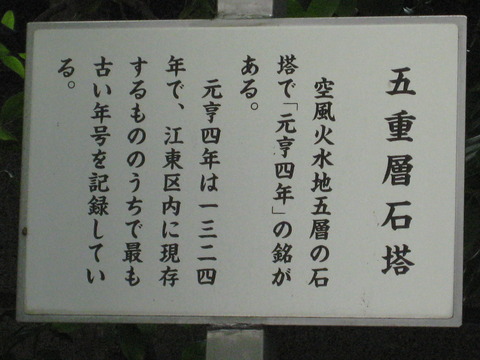 五重層石塔
空風火水地五層の石
塔で「元亨四年」の銘が
ある。
元亨四年は一三二四
年で、江東区内に現存
するもののうちで最も
古い年号を記録してい
る。